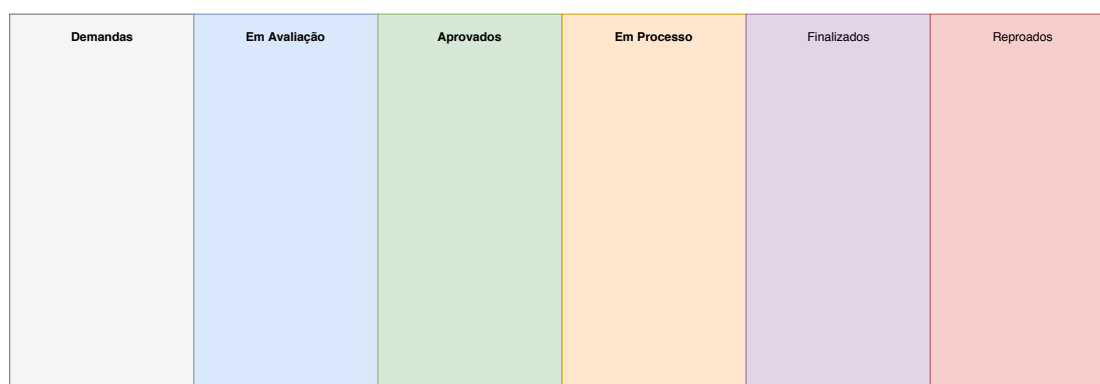 Demandas
Em Avaliação
Aprovados
Em Processo
Finalizados
Reproados